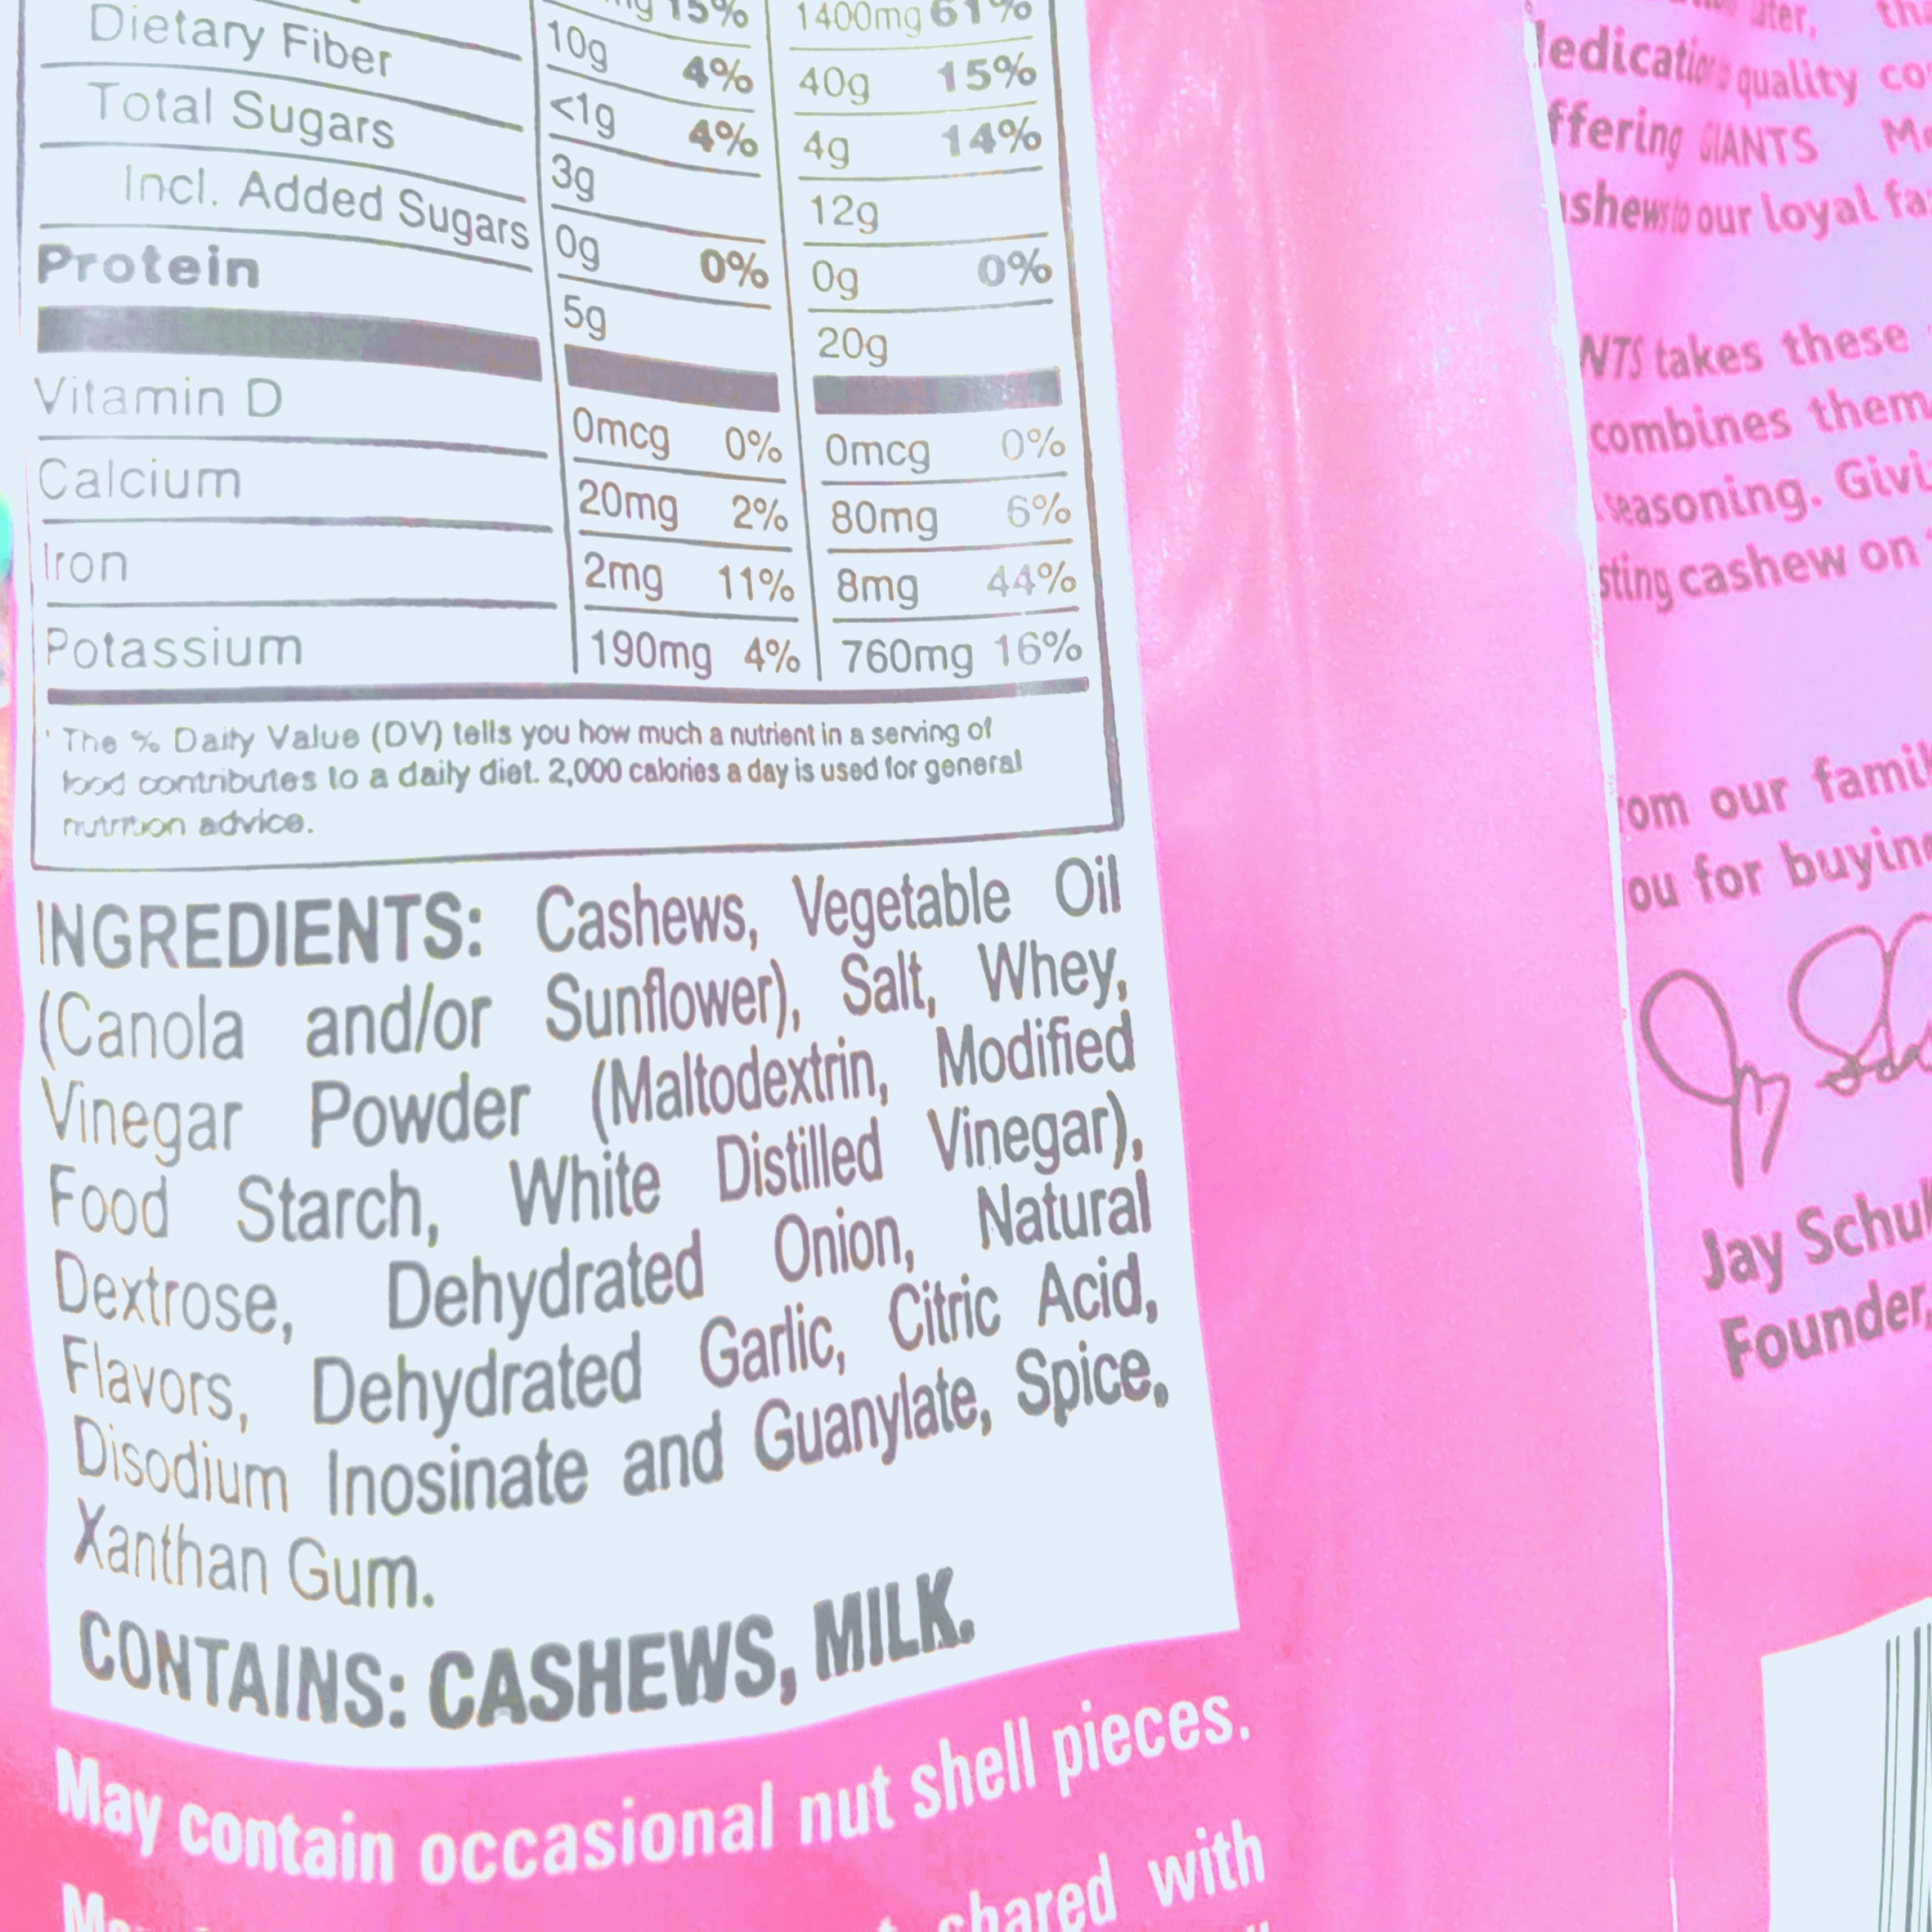 15% 1400mg 61%
10g 4% 40g 15%
Dietary Fiber <1g 4% 4g 14%
Total Sugars 3g 12g
Incl. Added Sugars 0g 0% 0g 0%
Protein 5g 20g
Vitamin D 0mcg 0% 0mcg 0%
Calcium 20mg 2% 80mg 6%
Iron 2mg 11% 8mg 44%
Potassium 190mg 4% 760mg 16%
The % Daily Value (DV) tells you how much a nutrient in a serving of
food contributes to a daily diet. 2,000 calories a day is used for general
nutrition advice.
INGREDIENTS: Cashews, Vegetable Oil
(Canola and/or Sunflower), Salt, Whey,
Vinegar Powder (Maltodextrin, Modified
Food Starch, White Distilled Vinegar),
Dextrose, Dehydrated Onion, Natural
Flavors, Dehydrated Garlic, Citric Acid,
Disodium Inosinate and Guanylate, Spice,
Xanthan Gum.
CONTAINS: CASHEWS, MILK.
May contain occasional nut shell pieces.
shared with
quality
GIANTS
to our loyal
takes these
combines them
seasoning.
cashew on
our
for
Jay
Founder,